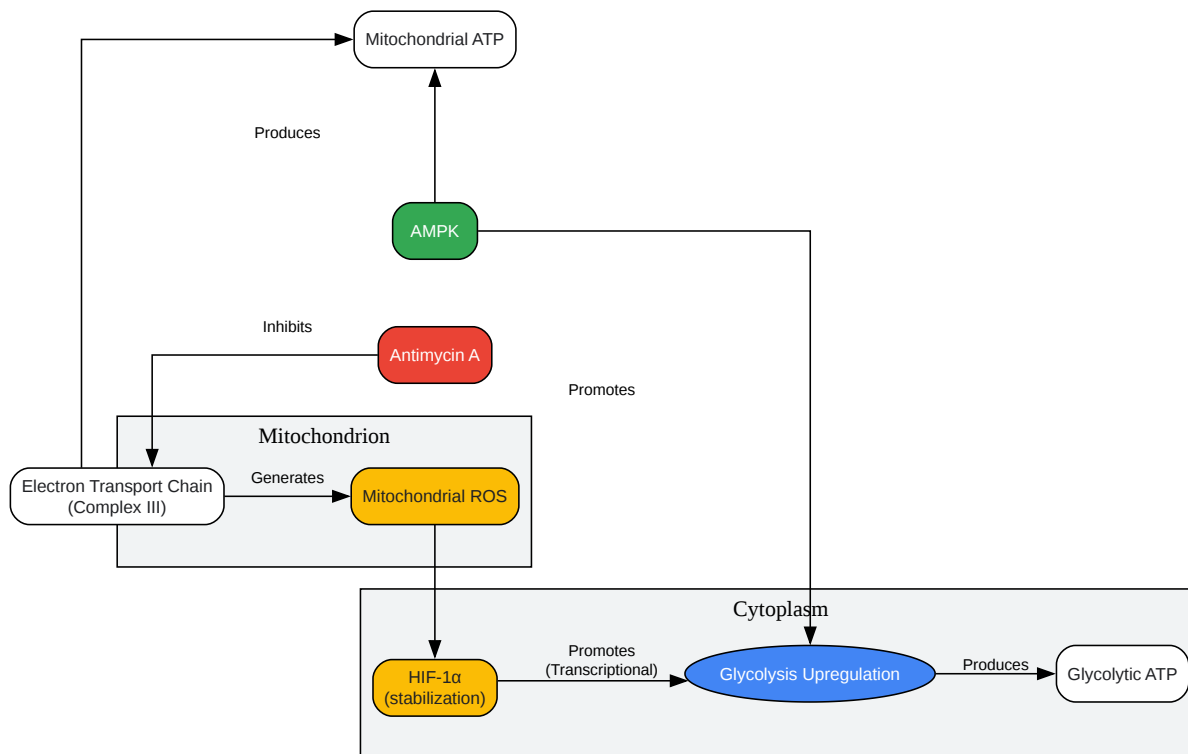 Mitochondrial ATP
Produces
AMPK
Inhibits
Antimycin A
Promotes
Mitochondrion
Electron Transport Chain
(Complex III)
Generates
Mitochondrial ROS
Cytoplasm
HIF-1α
(stabilization)
Promotes
(Transcriptional)
Glycolysis Upregulation
Produces
Glycolytic ATP